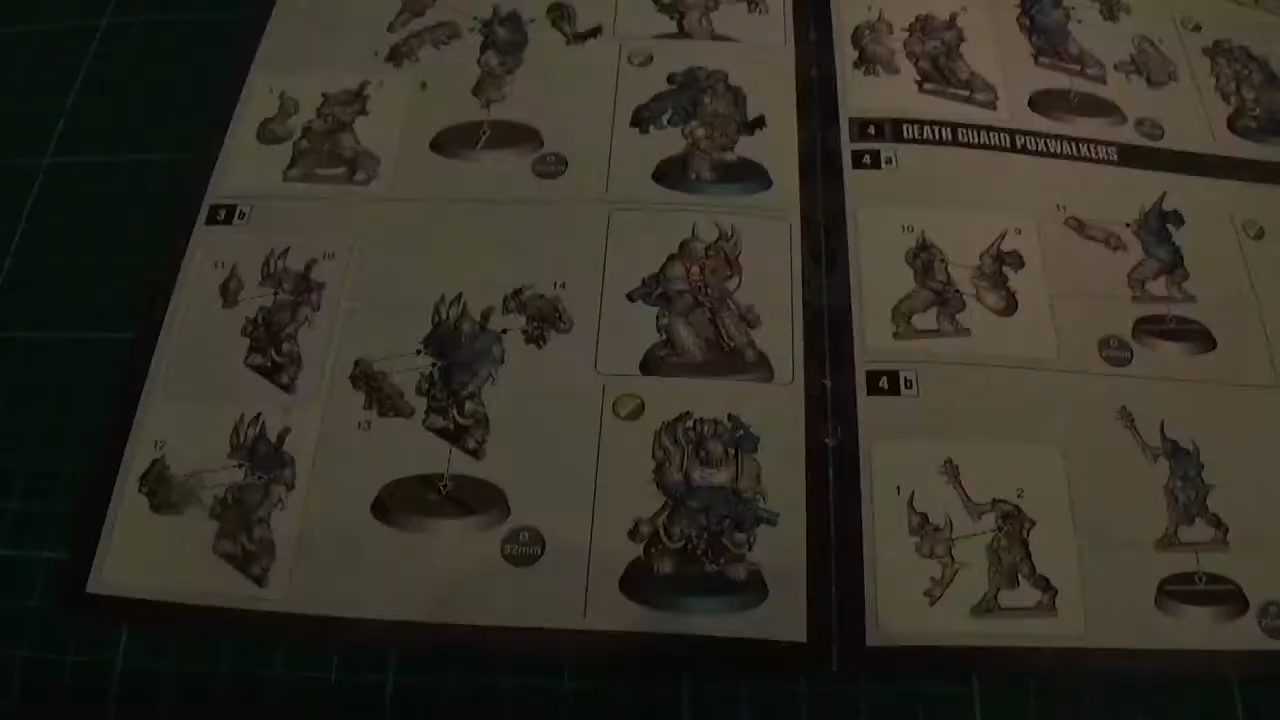 3 b
11
10
14
12
13
Ø
32mm
4 DEATH GUARD POXWALKERS
4 a
11
10
9
4 b
1
2